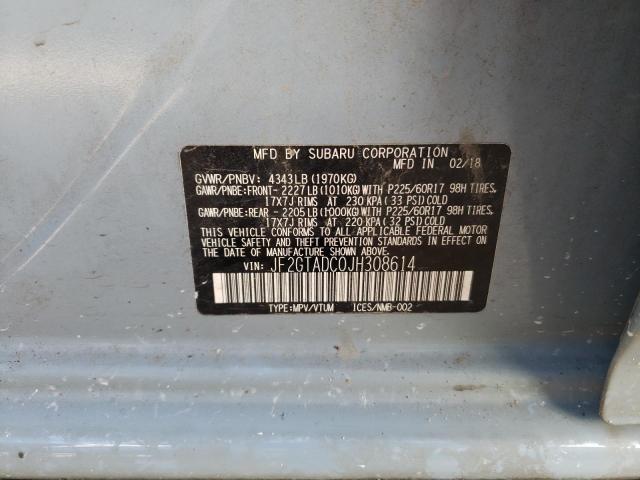 MFD BY SUBARU CORPORATION
MFD IN 02/18
GVWR/PNBV: 4343LB(1970KG)
GAWR/PNBE:FRONT-2227LB(1010KG)WITH P225/60R17 98H TIRES,
17X7J RIMS AT 230 KPA(33 PSI)COLD
GAWR/PNBE:REAR -2205LB(1000KG)WITH P225/60R17 98H TIRES,
17X7J RIMS AT 220 KPA(32 PSI)COLD
THIS VEHICLE CONFORMS TO ALL APPLICABLE FEDERAL MOTOR
VEHICLE SAFETY AND THEFT PREVENTION STANDARDS IN EFFECT
ON THE DATE OF MANUFACTURE SHOWN ABOVE.
VIN: JF2GTADC0JH308614
TYPE:MPV/VTUM ICES/NMB-002